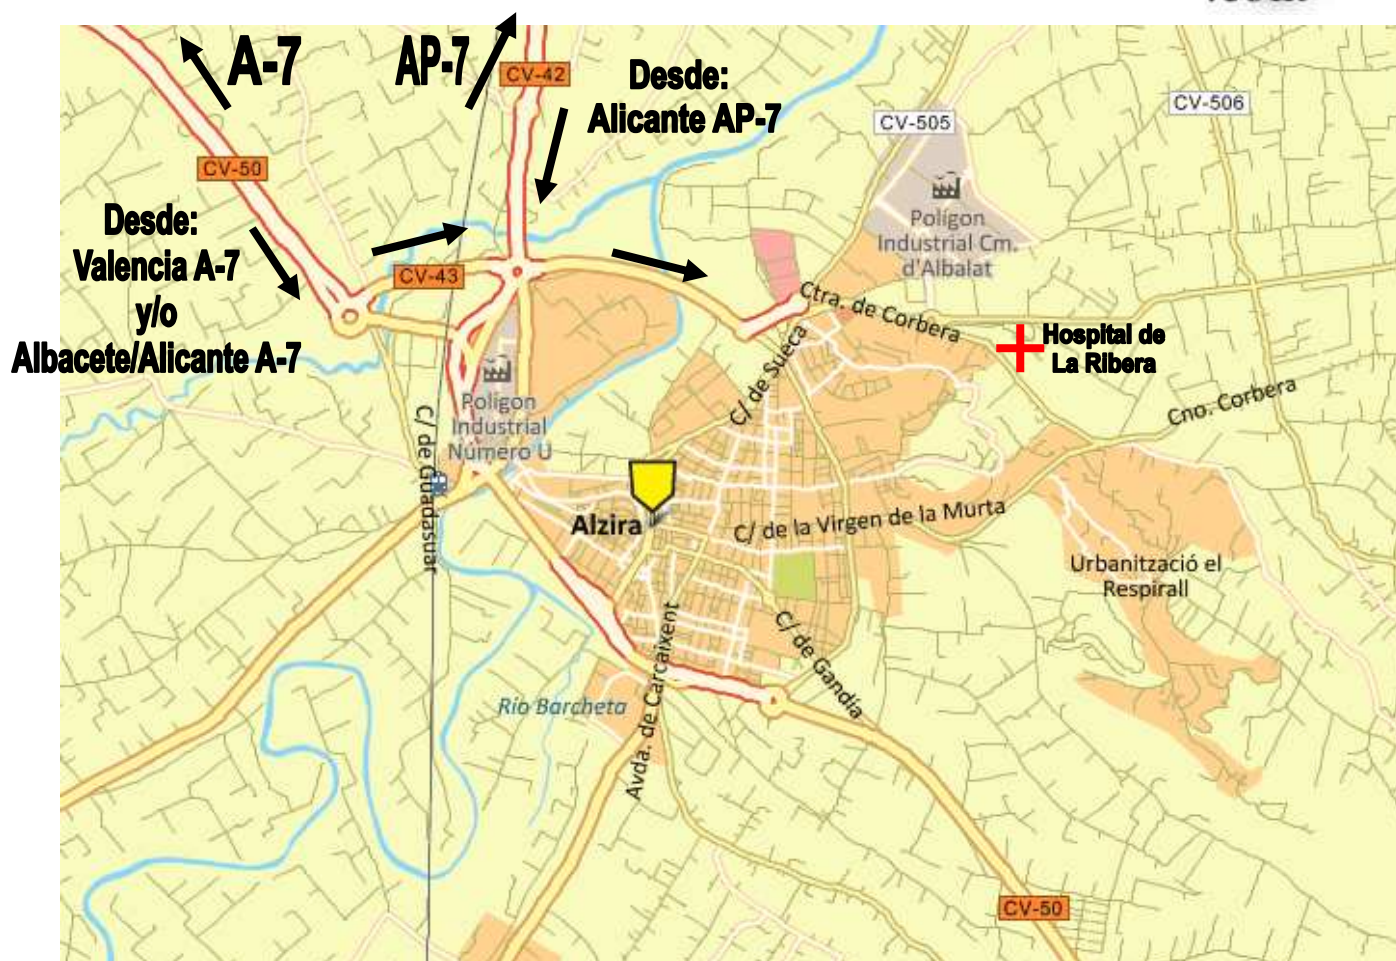 A-7
AP-7
CV-42
Desde:
Alicante AP-7
CV-506
CV-505
CV-50
Desde:
Valencia A-7
y/o
Albacete/Alicante A-7
CV-43
Polígon
Industrial Cm.
d'Albalat
Ctra. de Corbera
Hospital de
La Ribera
C/ de Sueca
Cno. Corbera
Polígon
Industrial
Número U
C/ de Guadasuar
Alzira
C/ de la Virgen de la Murta
Urbanització el
Respirall
C/ de Gandía
Avda. de Carcaixent
Río Barcheta
CV-50